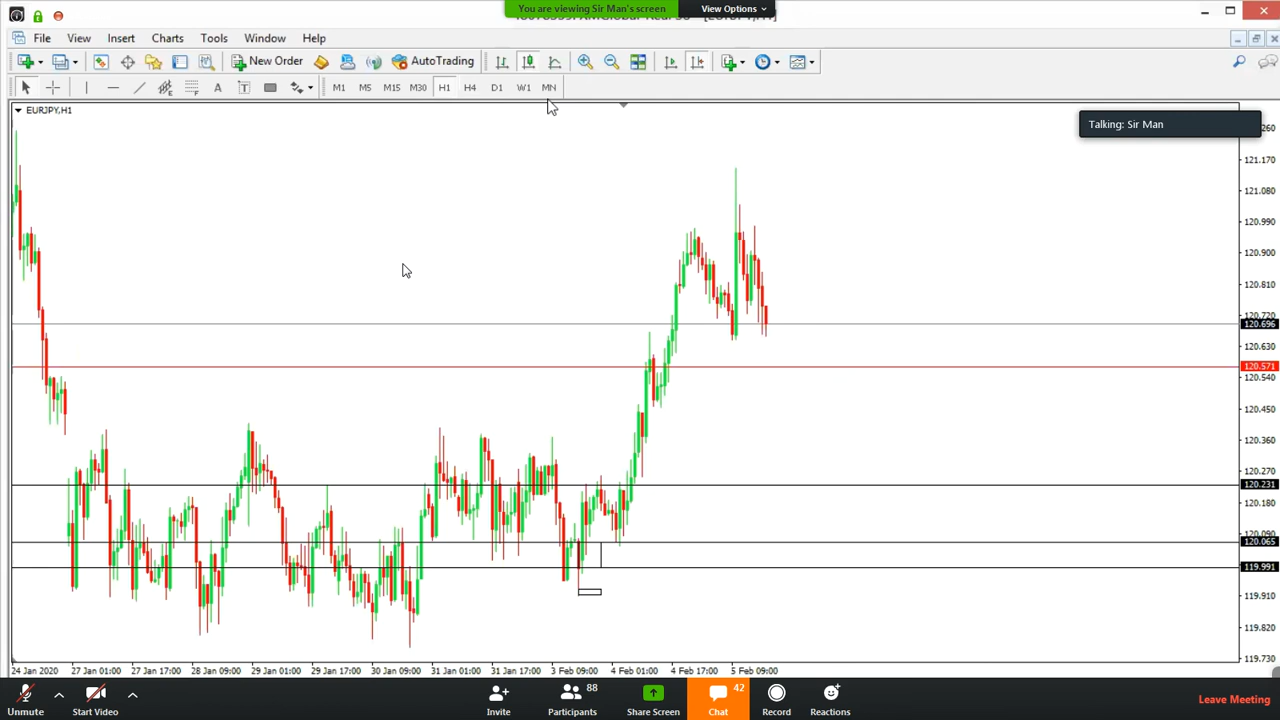 You are viewing Sir Man's screen
View Options
File
View
Insert
Charts
Tools
Window
Help
New Order
AutoTrading
A
T
M1
M5
M15
M30
H1
H4
D1
W1
MN
EURJPY,H1
Talking: Sir Man
121.170
121.080
120.990
120.900
120.810
120.720
120.696
120.630
120.571
120.540
120.450
120.360
120.270
120.231
120.180
120.090
120.065
119.991
119.910
119.820
119.730
24 Jan 2020
27 Jan 01:00
27 Jan 17:00
28 Jan 09:00
29 Jan 01:00
29 Jan 17:00
30 Jan 09:00
31 Jan 01:00
31 Jan 17:00
3 Feb 09:00
4 Feb 01:00
4 Feb 17:00
5 Feb 09:00
88
42
Unmute
Start Video
Invite
Participants
Share Screen
Chat
Record
Reactions
Leave Meeting